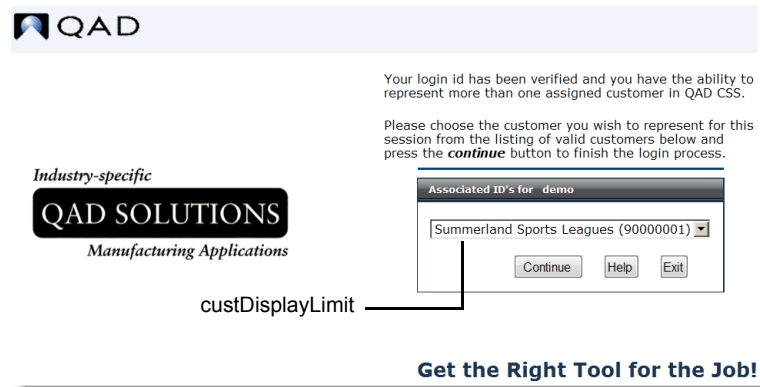 QAD
Your login id has been verified and you have the ability to
represent more than one assigned customer in QAD CSS.
Please choose the customer you wish to represent for this
session from the listing of valid customers below and
press the continue button to finish the login process.
Industry-specific
QAD SOLUTIONS
Manufacturing Applications
Associated ID's for demo
Summerland Sports Leagues (90000001)
Continue Help Exit
custDisplayLimit
Get the Right Tool for the Job!